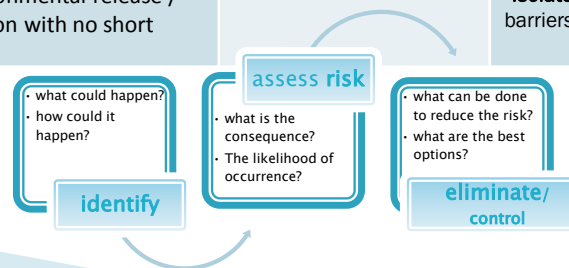 onmental release /
on with no short
isolate
barriers
assess risk
• what could happen?
• how could it
happen?
identify
• what is the
consequence?
• The likelihood of
occurrence?
• what can be done
to reduce the risk?
• what are the best
options?
eliminate/
control